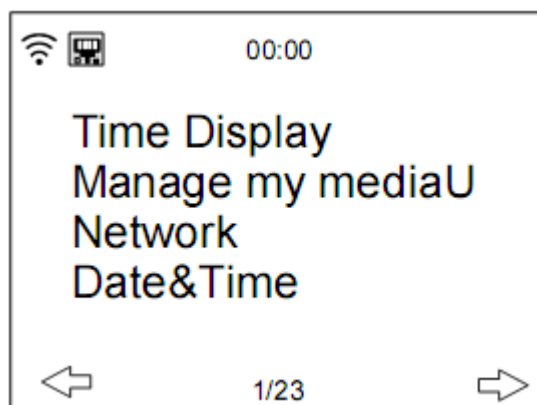 00:00
Time Display
Manage my mediaU
Network
Date&Time
1/23